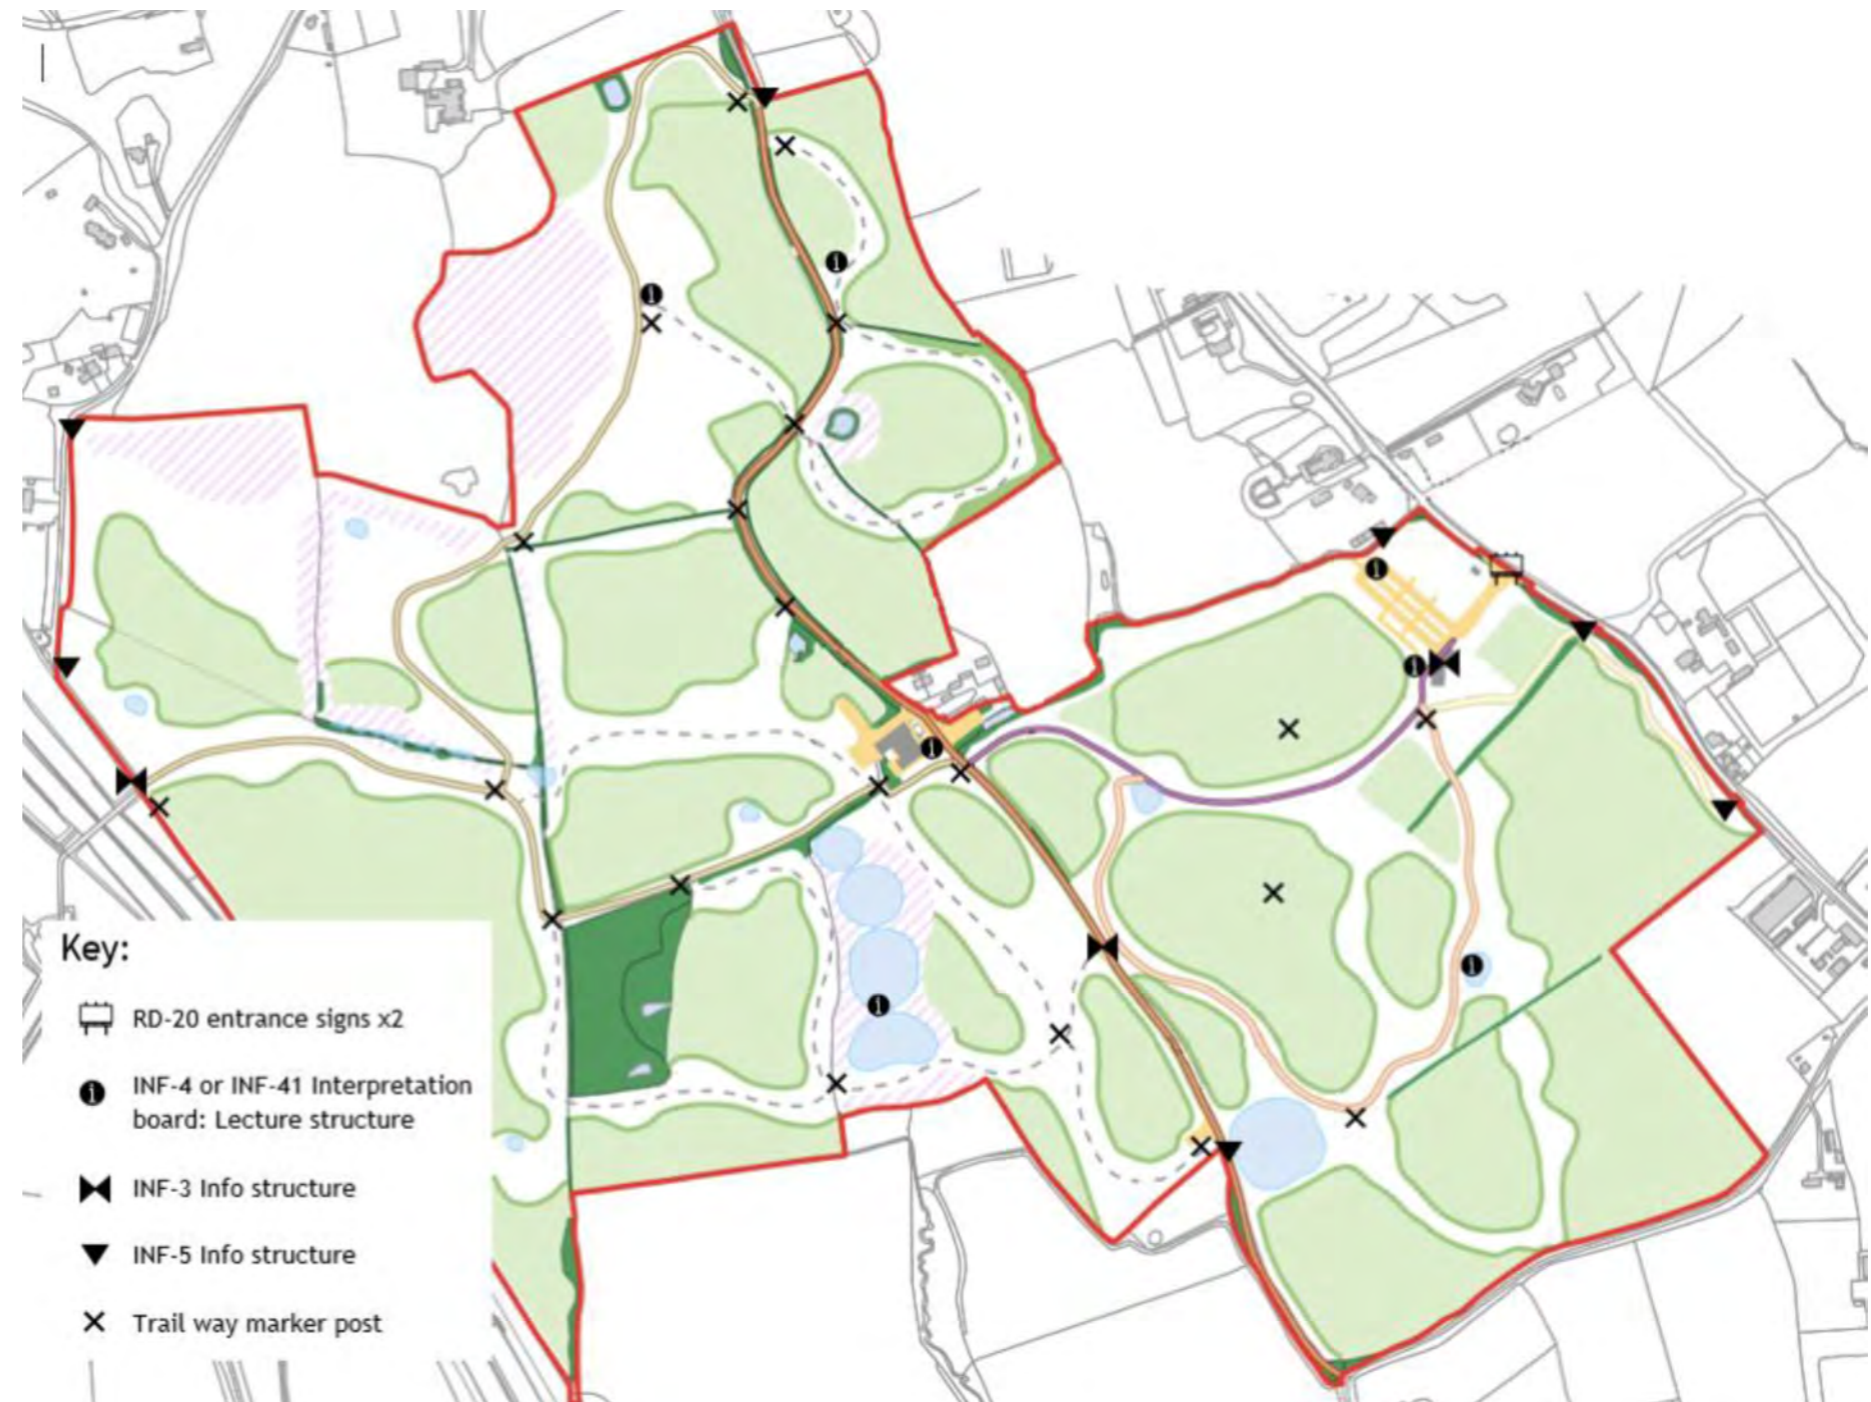 Key:
RD-20 entrance signs x2
INF-4 or INF-41 Interpretation
board: Lecture structure
INF-3 Info structure
INF-5 Info structure
Trail way marker post